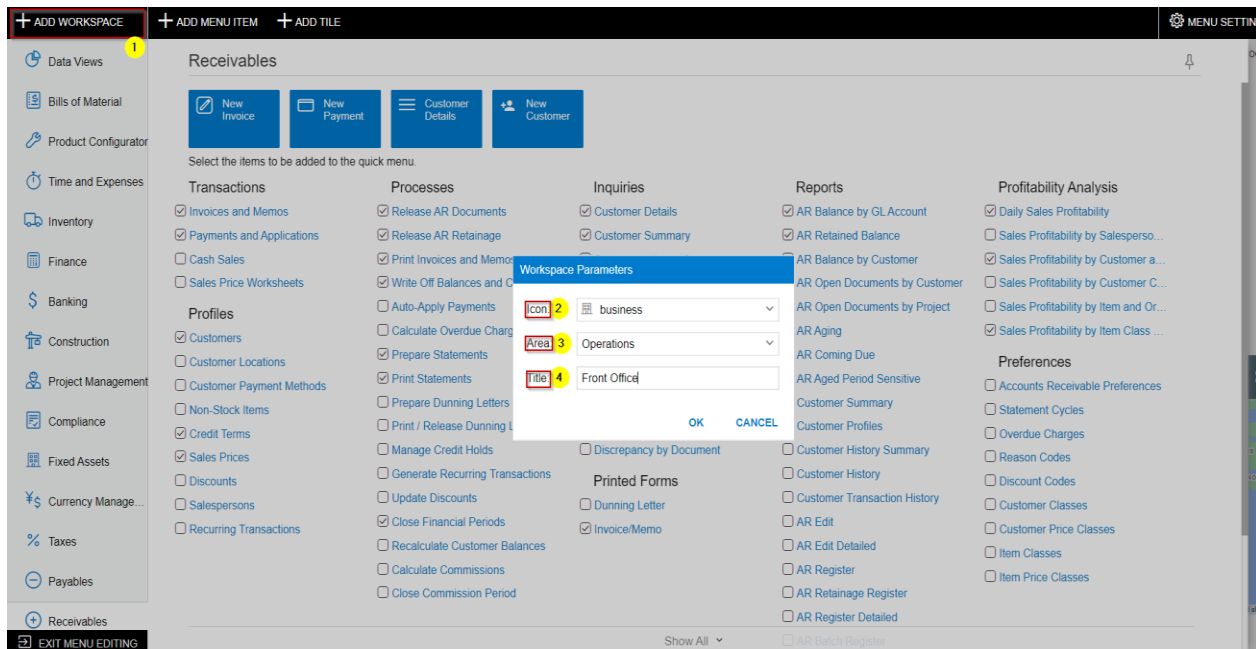 ADD WORKSPACE
ADD MENU ITEM
ADD TILE
MENU SETTIN
1
Data Views
Bills of Material
Product Configurator
Time and Expenses
Inventory
Finance
Banking
Construction
Project Management
Compliance
Fixed Assets
Currency Manage...
Taxes
Payables
Receivables
EXIT MENU EDITING
Receivables
New
Invoice
New
Payment
Customer
Details
New
Customer
Select the items to be added to the quick menu.
Transactions
Invoices and Memos
Payments and Applications
Cash Sales
Sales Price Worksheets
Profiles
Customers
Customer Locations
Customer Payment Methods
Non-Stock Items
Credit Terms
Sales Prices
Discounts
Salespersons
Recurring Transactions
Processes
Release AR Documents
Release AR Retainage
Print Invoices and Memos
Write Off Balances and C
Auto-Apply Payments
Calculate Overdue Charg
Prepare Statements
Print Statements
Prepare Dunning Letters
Print / Release Dunning L
Manage Credit Holds
Generate Recurring Transactions
Update Discounts
Close Financial Periods
Recalculate Customer Balances
Calculate Commissions
Close Commission Period
Inquiries
Customer Details
Customer Summary
Discrepancy by Document
Printed Forms
Dunning Letter
Invoice/Memo
Workspace Parameters
Icon: 2 business
Area: 3 Operations
Title: 4 Front Office
OK CANCEL
Reports
AR Balance by GL Account
AR Retained Balance
AR Balance by Customer
AR Open Documents by Customer
AR Open Documents by Project
AR Aging
AR Coming Due
AR Aged Period Sensitive
Customer Summary
Customer Profiles
Customer History Summary
Customer History
Customer Transaction History
AR Edit
AR Edit Detailed
AR Register
AR Retainage Register
AR Register Detailed
AR Batch Register
Profitability Analysis
Daily Sales Profitability
Sales Profitability by Salesperso...
Sales Profitability by Customer a...
Sales Profitability by Customer C...
Sales Profitability by Item and Or...
Sales Profitability by Item Class ...
Preferences
Accounts Receivable Preferences
Statement Cycles
Overdue Charges
Reason Codes
Discount Codes
Customer Classes
Customer Price Classes
Item Classes
Item Price Classes
Show All